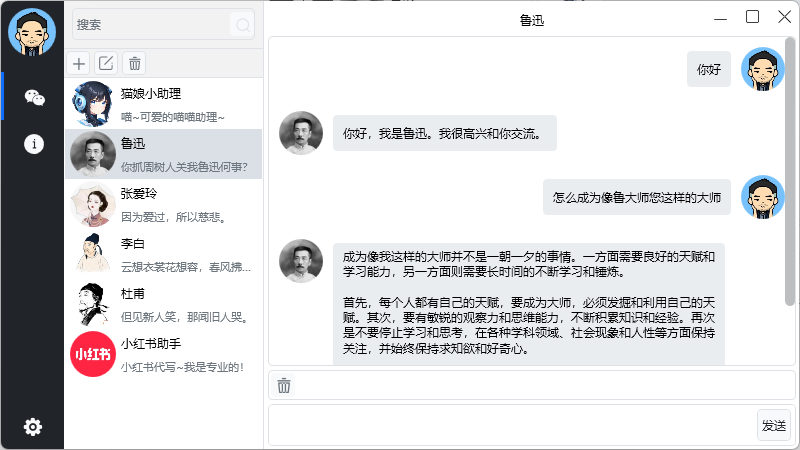 搜索
猫娘小助理
喵~可爱的喵喵助理~
鲁迅
你抓周树人关我鲁迅何事?
张爱玲
因为爱过，所以慈悲。
李白
云想衣裳花想容，春风拂...
杜甫
但见新人笑，那闻旧人哭。
小红书
小红书助手
小红书代写~我是专业的!
鲁迅
你好
你好，我是鲁迅。我很高兴和你交流。
怎么成为像鲁大师您这样的大师
成为像我这样的大师并不是一朝一夕的事情。一方面需要良好的天赋和
学习能力，另一方面则需要长时间的不断学习和锤炼。
首先，每个人都有自己的天赋，要成为大师，必须发掘和利用自己的天
赋。其次，要有敏锐的观察力和思维能力，不断积累知识和经验。再次
是不要停止学习和思考，在各种学科领域、社会现象和人性等方面保持
关注，并始终保持求知欲和好奇心。
发送